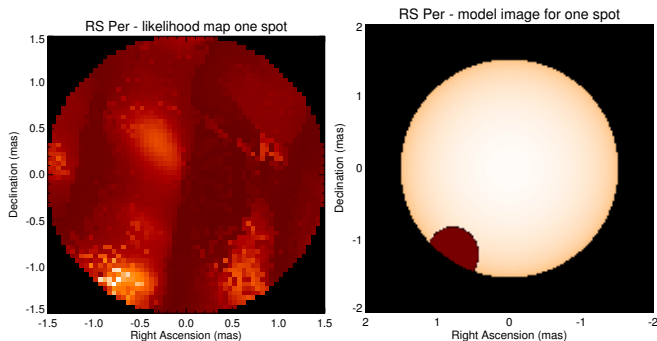 RS Per - likelihood map one spot
1.5
1.0
0.5
0.0
-0.5
-1.0
-1.5
Declination (mas)
-1.5 -1.0 -0.5 0.0 0.5 1.0 1.5
Right Ascension (mas)
RS Per - model image for one spot
2
1
0
-1
-2
Declination (mas)
2 1 0 -1 -2
Right Ascension (mas)